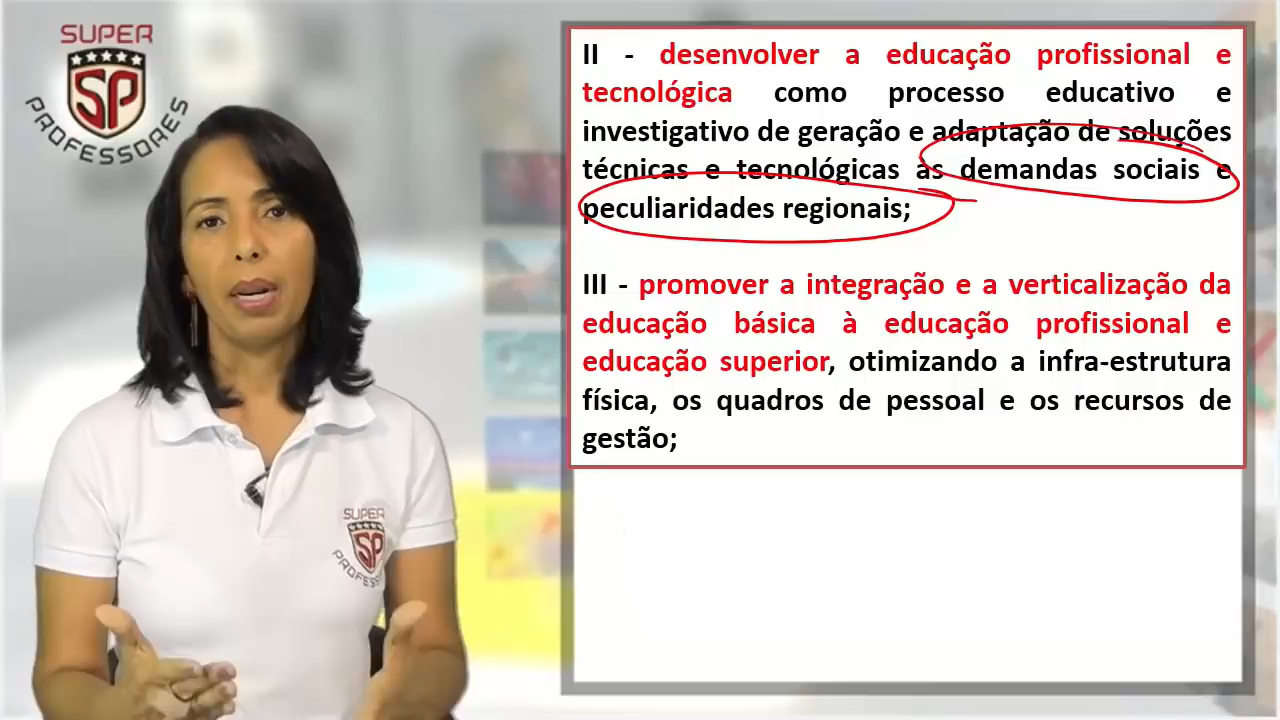 SUPER
SP
PROFESSORES
II - desenvolver a educação profissional e
tecnológica como processo educativo e
investigativo de geração e adaptação de soluções
técnicas e tecnológicas às demandas sociais e
peculiaridades regionais;
III - promover a integração e a verticalização da
educação básica à educação profissional e
educação superior, otimizando a infra-estrutura
física, os quadros de pessoal e os recursos de
gestão;
SUPER
SP
PROFESSORES